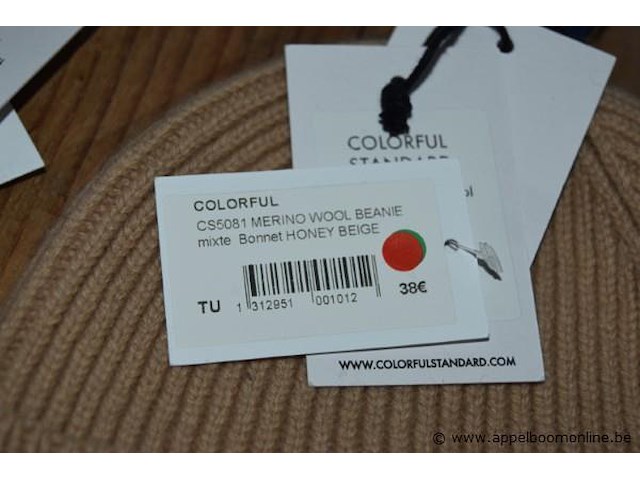 COLORFUL
STANDARD
COLORFUL
CS5081 MERINO WOOL BEANIE
mixte Bonnet HONEY BEIGE
TU
1 312951 001012
38€
WWW.COLORFULSTANDARD.COM
© www.appelboomonline.be